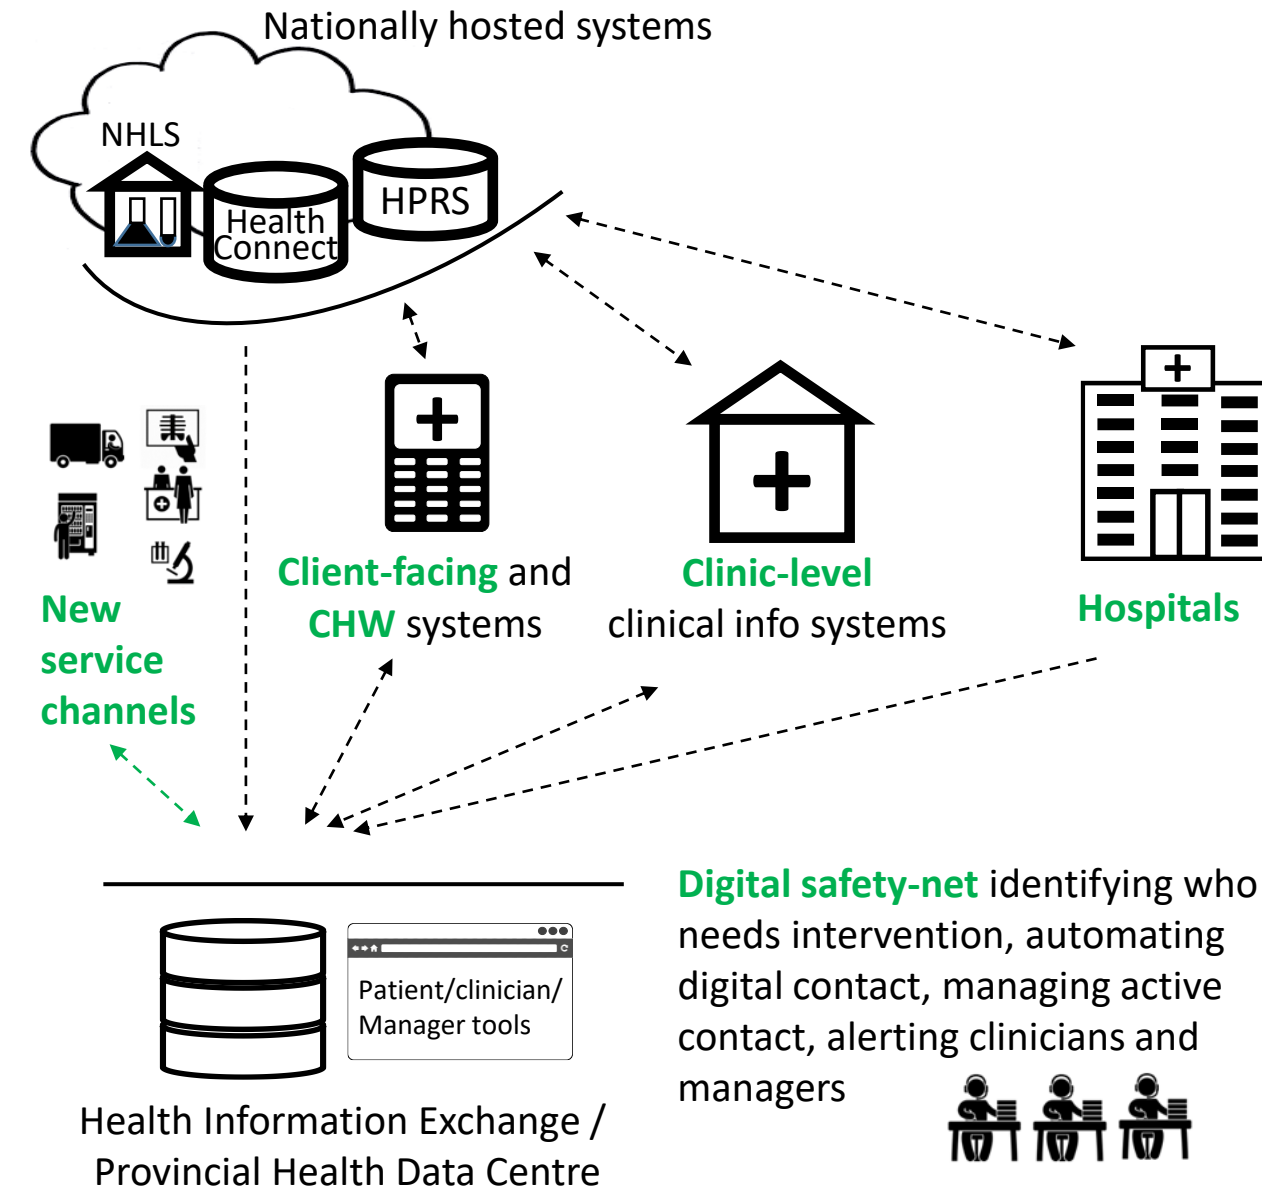 Nationally hosted systems
NHLS
Health
Connect
HPRS
New
service
channels
Client-facing and
CHW systems
Clinic-level
clinical info systems
Hospitals
Patient/clinician/
Manager tools
Health Information Exchange /
Provincial Health Data Centre
Digital safety-net identifying who
needs intervention, automating
digital contact, managing active
contact, alerting clinicians and
managers